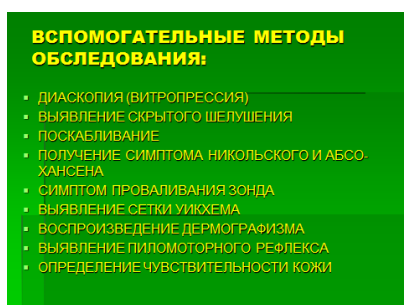 ВСПОМОГАТЕЛЬНЫЕ МЕТОДЫ
ОБСЛЕДОВАНИЯ:
ДИАСКОПИЯ (ВИТРОПРЕССИЯ)
ВЫЯВЛЕНИЕ СКРЫТОГО ШЕЛУШЕНИЯ
ПОСКАБЛИВАНИЕ
ПОЛУЧЕНИЕ СИМПТОМА НИКОЛЬСКОГО И АБСО-
ХАНСЕНА
СИМПТОМ ПРОВАЛИВАНИЯ ЗОНДА
ВЫЯВЛЕНИЕ СЕТКИ УИКХЕМА
ВОСПРОИЗВЕДЕНИЕ ДЕРМОГРАФИЗМА
ВЫЯВЛЕНИЕ ПИЛОМОТОРНОГО РЕФЛЕКСА
ОПРЕДЕЛЕНИЕ ЧУВСТВИТЕЛЬНОСТИ КОЖИ